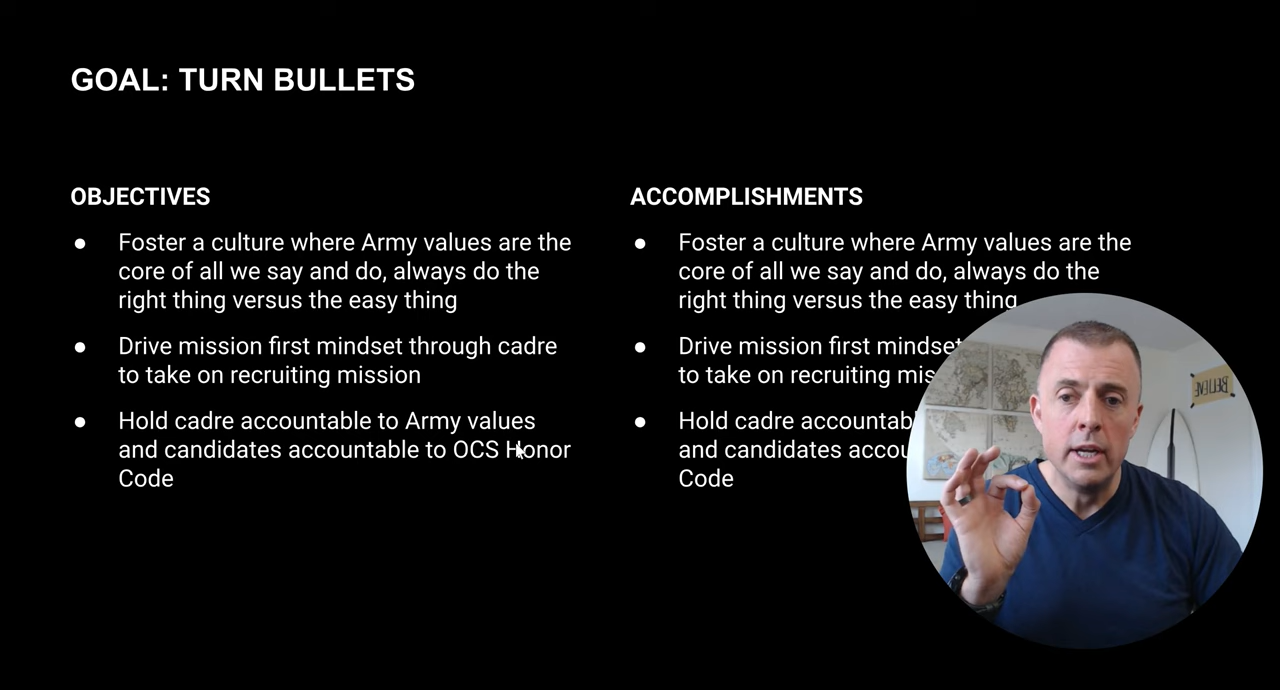 GOAL: TURN BULLETS
OBJECTIVES
● Foster a culture where Army values are the
core of all we say and do, always do the
right thing versus the easy thing
● Drive mission first mindset through cadre
to take on recruiting mission
● Hold cadre accountable to Army values
and candidates accountable to OCS Honor
Code
ACCOMPLISHMENTS
● Foster a culture where Army values are the
core of all we say and do, always do the
right thing versus the easy thing
● Drive mission first mindset
to take on recruiting
● Hold cadre
and candidates
Code
BELIEVE